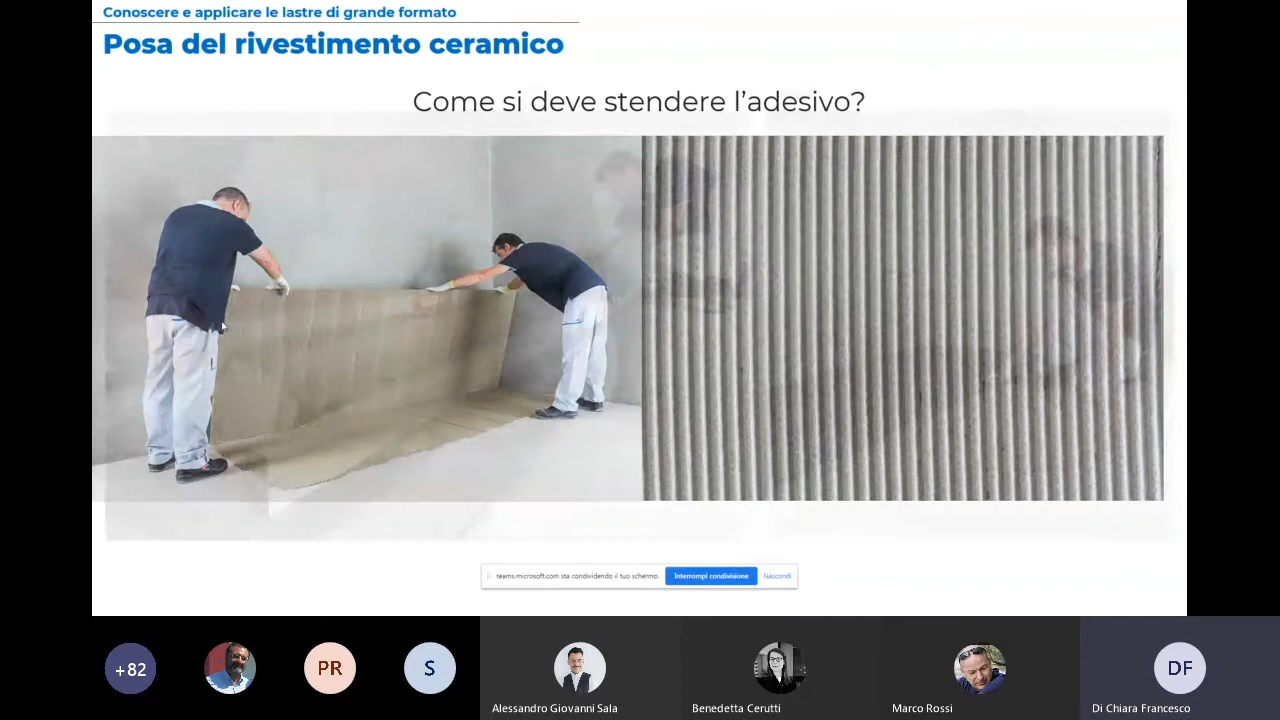 Conoscere e applicare le lastre di grande formato
Posa del rivestimento ceramico
Come si deve stendere l’adesivo?
teams.microsoft.com sta condividendo il tuo schermo.
Interrompi condivisione
Nascondi
+82
PR
S
DF
Alessandro Giovanni Sala
Benedetta Cerutti
Marco Rossi
Di Chiara Francesco